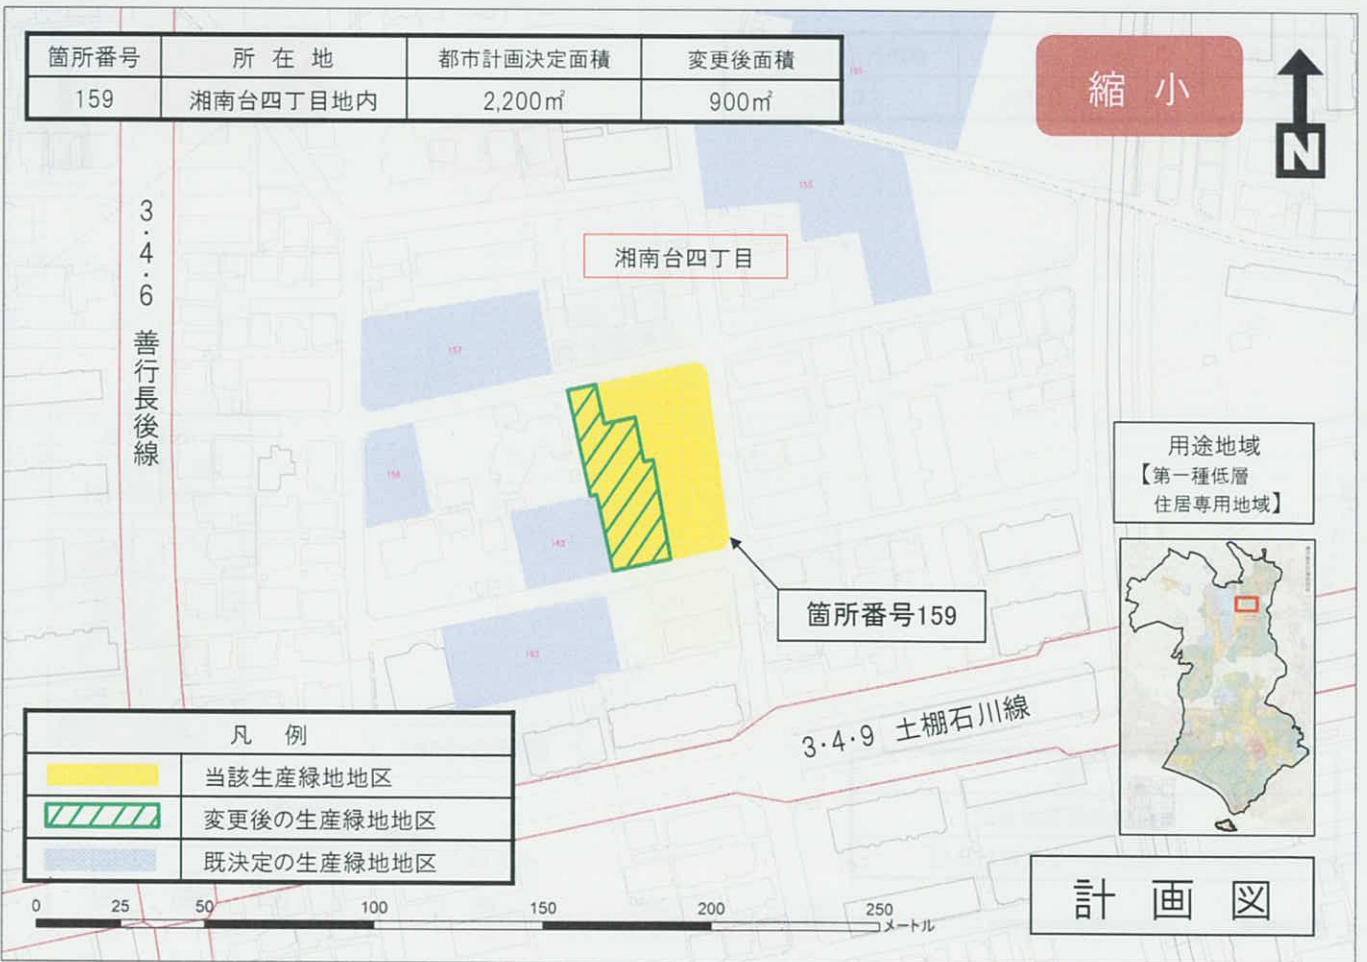 箇所番号 所在地 都市計画決定面積 変更後面積
159 湘南台四丁目地内 2,200㎡ 900㎡
縮小
N
155
湘南台四丁目
3・4・6 善行長後線
157
用途地域
【第一種低層
住居専用地域】
箇所番号159
3・4・9 土棚石川線
凡例
当該生産緑地地区
変更後の生産緑地地区
既決定の生産緑地地区
0 25 50 100 150 200 250
メートル
計画図